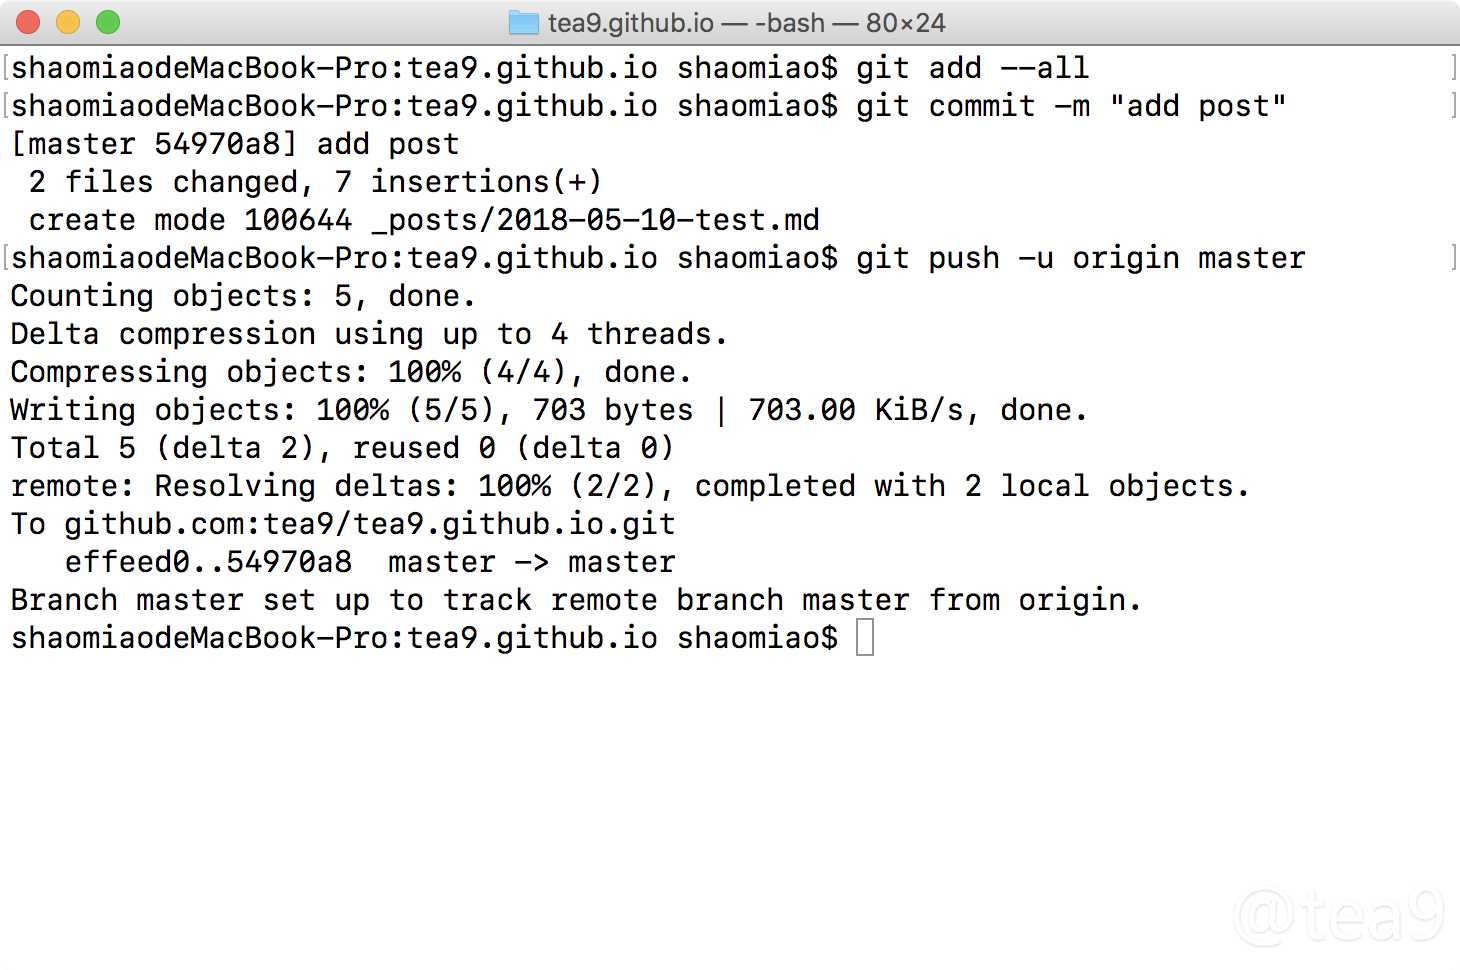 tea9.github.io — -bash — 80×24
[shaomiaodeMacBook-Pro:tea9.github.io shaomiao$ git add --all ]
[shaomiaodeMacBook-Pro:tea9.github.io shaomiao$ git commit -m "add post" ]
[master 54970a8] add post
 2 files changed, 7 insertions(+)
 create mode 100644 _posts/2018-05-10-test.md
[shaomiaodeMacBook-Pro:tea9.github.io shaomiao$ git push -u origin master ]
Counting objects: 5, done.
Delta compression using up to 4 threads.
Compressing objects: 100% (4/4), done.
Writing objects: 100% (5/5), 703 bytes | 703.00 KiB/s, done.
Total 5 (delta 2), reused 0 (delta 0)
remote: Resolving deltas: 100% (2/2), completed with 2 local objects.
To github.com:tea9/tea9.github.io.git
   effeed0..54970a8  master -> master
Branch master set up to track remote branch master from origin.
shaomiaodeMacBook-Pro:tea9.github.io shaomiao$
@tea9